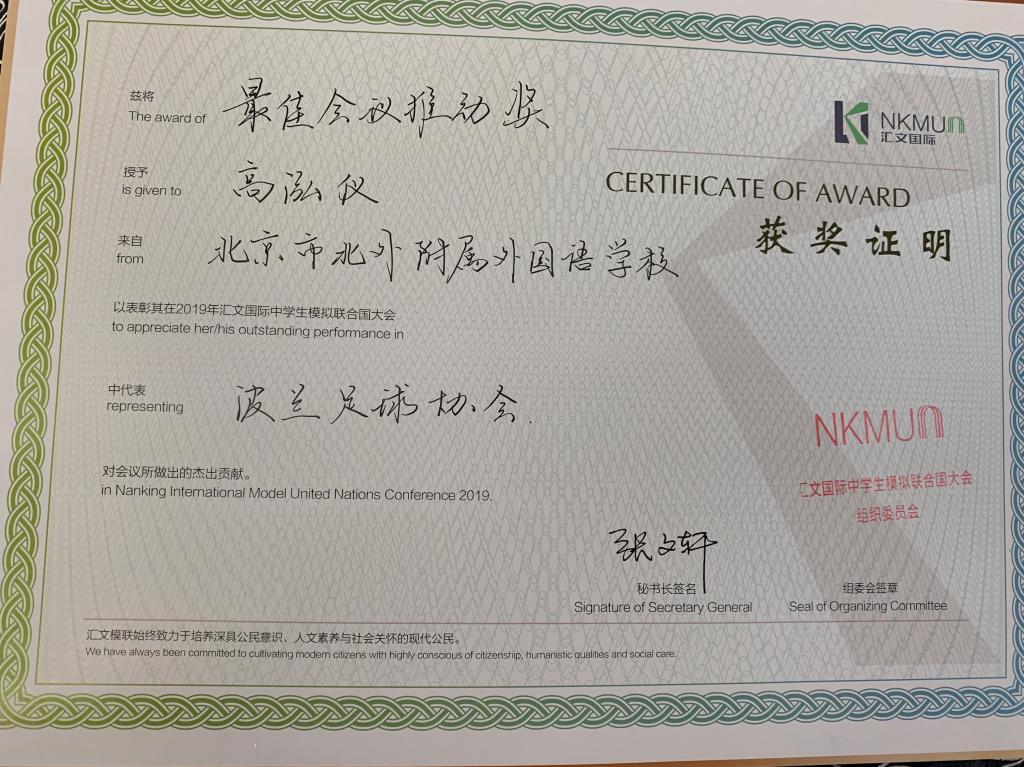 兹将
The award of 最佳会议推动奖
NKMUn
汇文国际
授予
is given to 高泓仪
CERTIFICATE OF AWARD
获奖证明
来自
from 北京市北外附属外国语学校
以表彰其在2019年汇文国际中学生模拟联合国大会
to appreciate her/his outstanding performance in
中代表
representing 波兰足球协会.
NKMUn
汇文国际中学生模拟联合国大会
组织委员会
对会议所做出的杰出贡献。
in Nanking International Model United Nations Conference 2019.
张文轩
秘书长签名
Signature of Secretary General
组委会签章
Seal of Organizing Committee
汇文模联始终致力于培养深具公民意识、人文素养与社会关怀的现代公民。
We have always been committed to cultivating modern citizens with highly conscious of citizenship, humanistic qualities and social care.